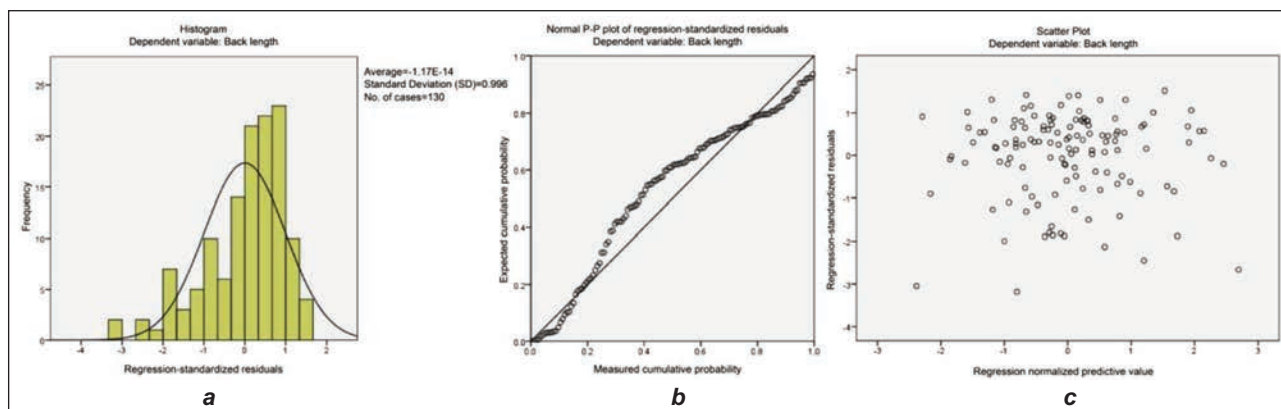 Histogram
Dependent variable: Back length
Average=-1.17E-14
Standard Deviation (SD)=0.996
No. of cases=130
Frequency
25
20
15
10
5
0
-4
-3
-2
-1
0
1
2
Regression-standardized residuals
a
Normal P-P plot of regression-standardized residuals
Dependent variable: Back length
Expected cumulative probability
1.0
0.8
0.6
0.4
0.2
0.0
0.0
0.2
0.4
0.6
0.8
1.0
Measured cumulative probability
b
Scatter Plot
Dependent variable: Back length
Regression-standardized residuals
2
1
0
-1
-2
-3
-4
-3
-2
-1
0
1
2
3
Regression normalized predictive value
c